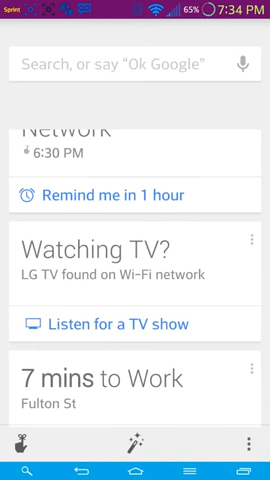 Sprint
65%
7:34 PM
Search, or say "Ok Google"
Network
6:30 PM
Remind me in 1 hour
Watching TV?
LG TV found on Wi-Fi network
Listen for a TV show
7 mins to Work
Fulton St